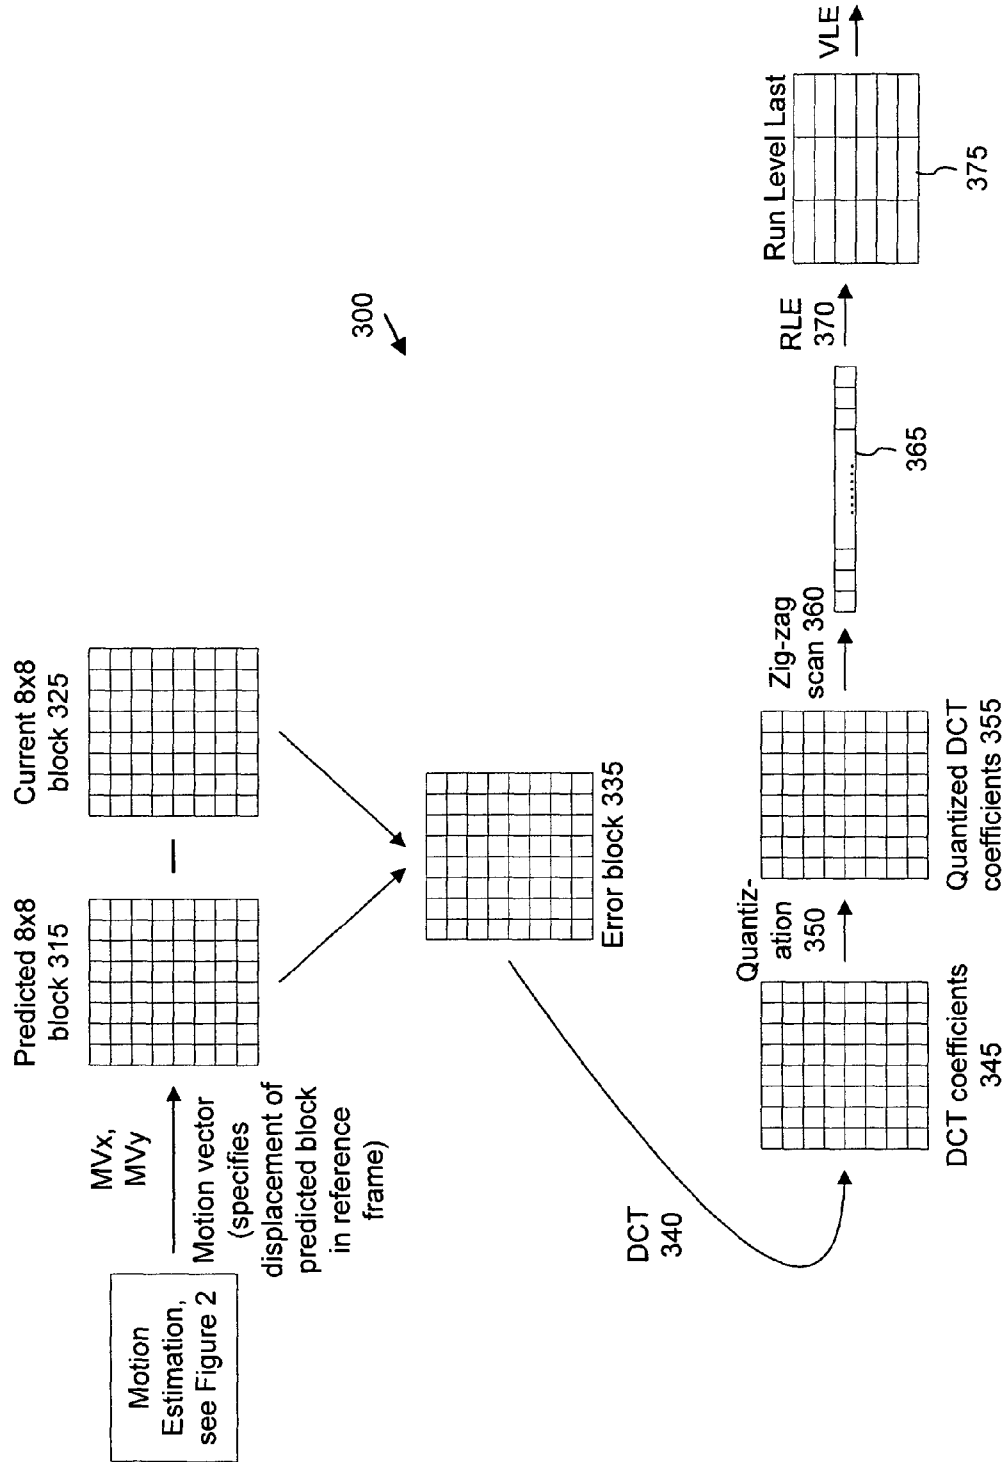 Motion
Estimation,
see Figure 2
MVx,
MVy
Motion vector
(specifies
displacement of
predicted block
in reference
frame)
Predicted 8x8
block 315
Current 8x8
block 325
300
Error block 335
DCT
340
DCT coefficients
345
Quantiz-
ation
350
Quantized DCT
coefficients 355
Zig-zag
scan 360
365
RLE
370
Run Level Last
375
VLE